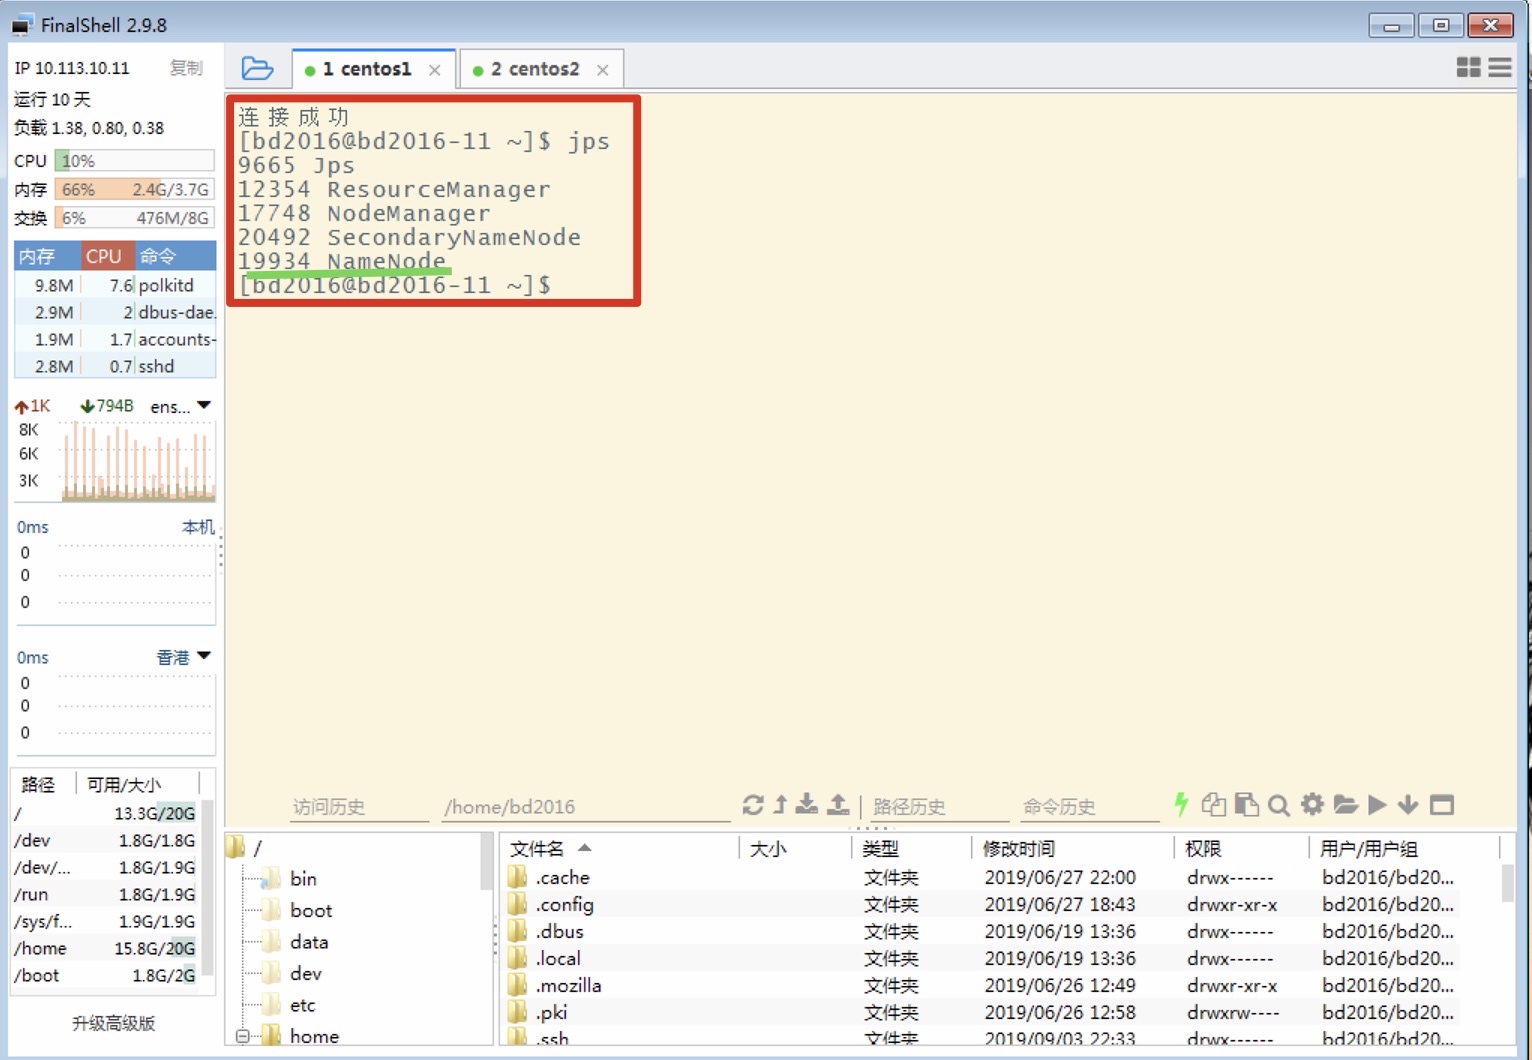 FinalShell 2.9.8
IP 10.113.10.11 复制
运行 10 天
负载 1.38, 0.80, 0.38
CPU 10%
内存 66% 2.4G/3.7G
交换 6% 476M/8G
内存 CPU 命令
9.8M 7.6 polkitd
2.9M 2 dbus-dae.
1.9M 1.7 accounts-
2.8M 0.7 sshd
1K 794B ens...
8K
6K
3K
0ms 本机
0
0
0
0ms 香港
0
0
0
路径 可用/大小
/ 13.3G/20G
/dev 1.8G/1.8G
/dev/... 1.8G/1.9G
/run 1.8G/1.9G
/sys/f... 1.9G/1.9G
/home 15.8G/20G
/boot 1.8G/2G
升级高级版
1 centos1
2 centos2
连接成功
[bd2016@bd2016-11 ~]$ jps
9665 Jps
12354 ResourceManager
17748 NodeManager
20492 SecondaryNameNode
19934 NameNode
[bd2016@bd2016-11 ~]$
访问历史 /home/bd2016 路径历史 命令历史
/
bin
boot
data
dev
etc
home
文件名 大小 类型 修改时间 权限 用户/用户组
.cache 文件夹 2019/06/27 22:00 drwx------ bd2016/bd20...
.config 文件夹 2019/06/27 18:43 drwxr-xr-x bd2016/bd20...
.dbus 文件夹 2019/06/19 13:36 drwx------ bd2016/bd20...
.local 文件夹 2019/06/19 13:36 drwx------ bd2016/bd20...
.mozilla 文件夹 2019/06/26 12:49 drwxr-xr-x bd2016/bd20...
.pki 文件夹 2019/06/26 12:58 drwxrw---- bd2016/bd20...
.ssh 文件夹 2019/09/03 22:33 drwx------ bd2016/bd20...